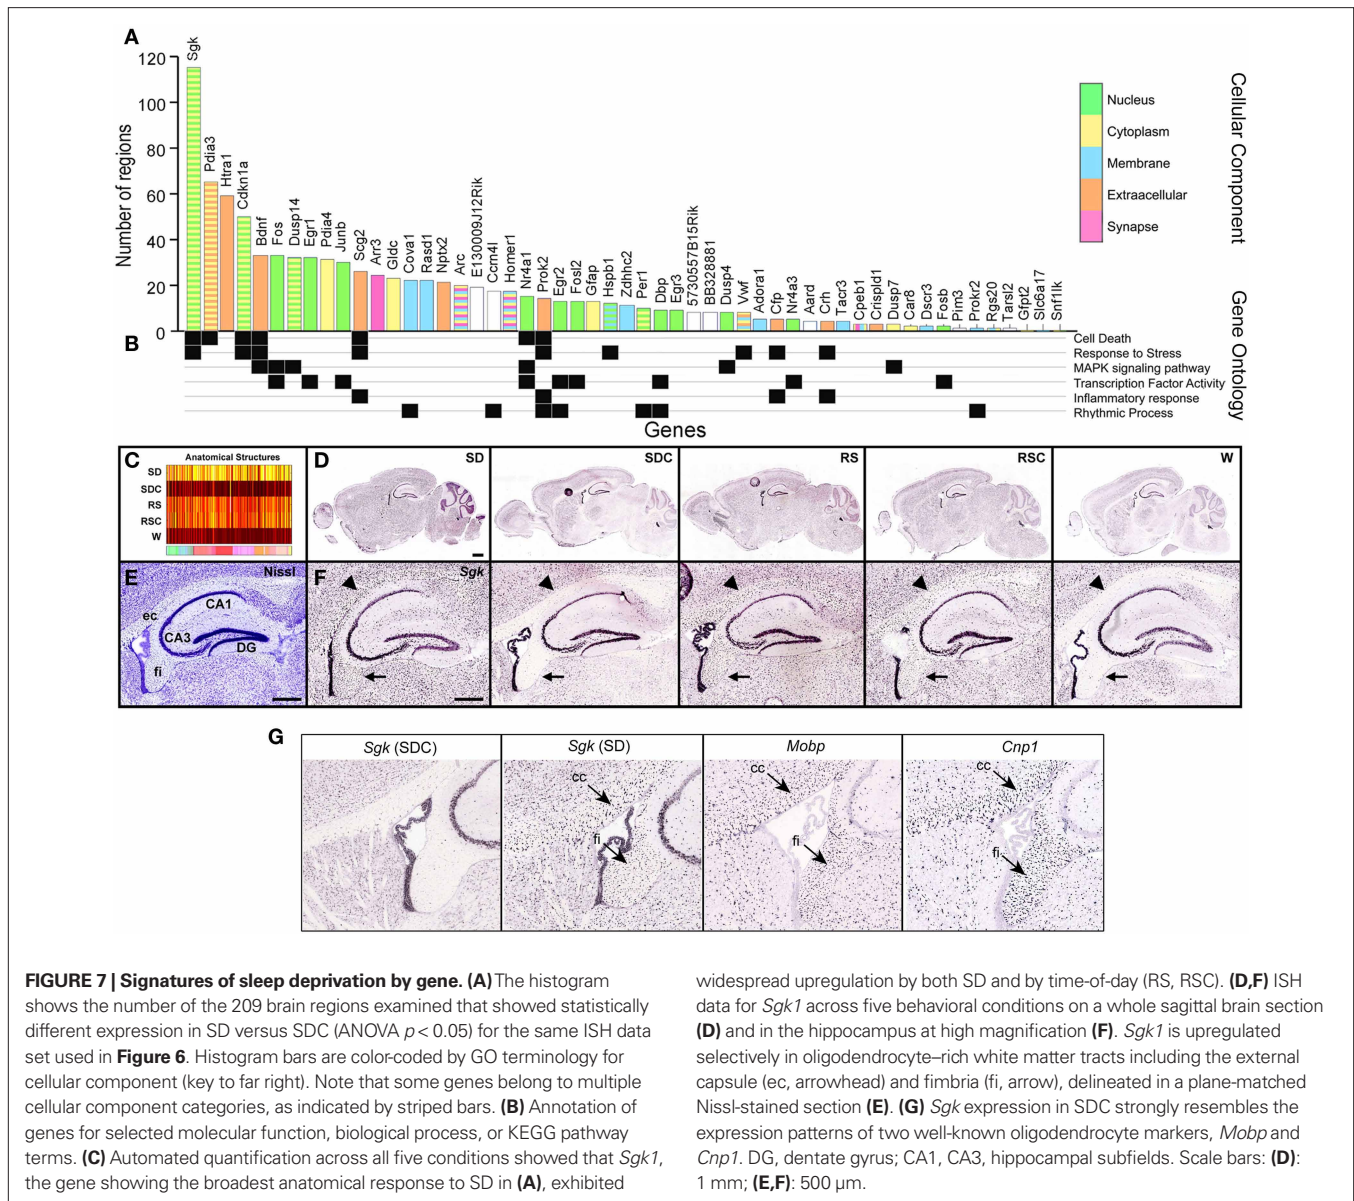 A
120
100
80
60
40
20
0
Number of regions
Sgk
Pdia3
Htra1
Cdkn1a
Bdnf
Fos
Dusp14
Egr1
Pdia4
Junb
Scg2
Arr3
Gldc
Cova1
Rasd1
Nptx2
Arc
E130009J12Rik
Ccrn4l
Homer1
Nr4a1
Prok2
Egr2
Fosl2
Gfap
Hspb1
Zdhhc2
Per1
Dbp
Egr3
5730557B15Rik
BB328881
Dusp4
Vwf
Adora1
Cfp
Nr4a3
Aard
Crh
Tacr3
Cpeb1
Crispld1
Dusp7
Car8
Dscr3
Fosb
Pim3
Prokr2
Rgs20
Tarsl2
Gfpt2
Slc6a17
Snf1lk
Nucleus
Cytoplasm
Membrane
Extraacellular
Synapse
Cellular Component
B
Cell Death
Response to Stress
MAPK signaling pathway
Transcription Factor Activity
Inflammatory response
Rhythmic Process
Gene Ontology
Genes
C
Anatomical Structures
SD
SDC
RS
RSC
W
D
SD
SDC
RS
RSC
W
E
Nissl
ec
CA1
CA3
DG
fi
F
Sgk
G
Sgk (SDC)
Sgk (SD)
Mobp
Cnp1
cc
fi
cc
fi
cc
fi
FIGURE 7 | Signatures of sleep deprivation by gene. (A) The histogram
shows the number of the 209 brain regions examined that showed statistically
different expression in SD versus SDC (ANOVA p < 0.05) for the same ISH data
set used in Figure 6. Histogram bars are color-coded by GO terminology for
cellular component (key to far right). Note that some genes belong to multiple
cellular component categories, as indicated by striped bars. (B) Annotation of
genes for selected molecular function, biological process, or KEGG pathway
terms. (C) Automated quantification across all five conditions showed that Sgk1,
the gene showing the broadest anatomical response to SD in (A), exhibited
widespread upregulation by both SD and by time-of-day (RS, RSC). (D,F) ISH
data for Sgk1 across five behavioral conditions on a whole sagittal brain section
(D) and in the hippocampus at high magnification (F). Sgk1 is upregulated
selectively in oligodendrocyte–rich white matter tracts including the external
capsule (ec, arrowhead) and fimbria (fi, arrow), delineated in a plane-matched
Nissl-stained section (E). (G) Sgk expression in SDC strongly resembles the
expression patterns of two well-known oligodendrocyte markers, Mobp and
Cnp1. DG, dentate gyrus; CA1, CA3, hippocampal subfields. Scale bars: (D):
1 mm; (E,F): 500 µm.